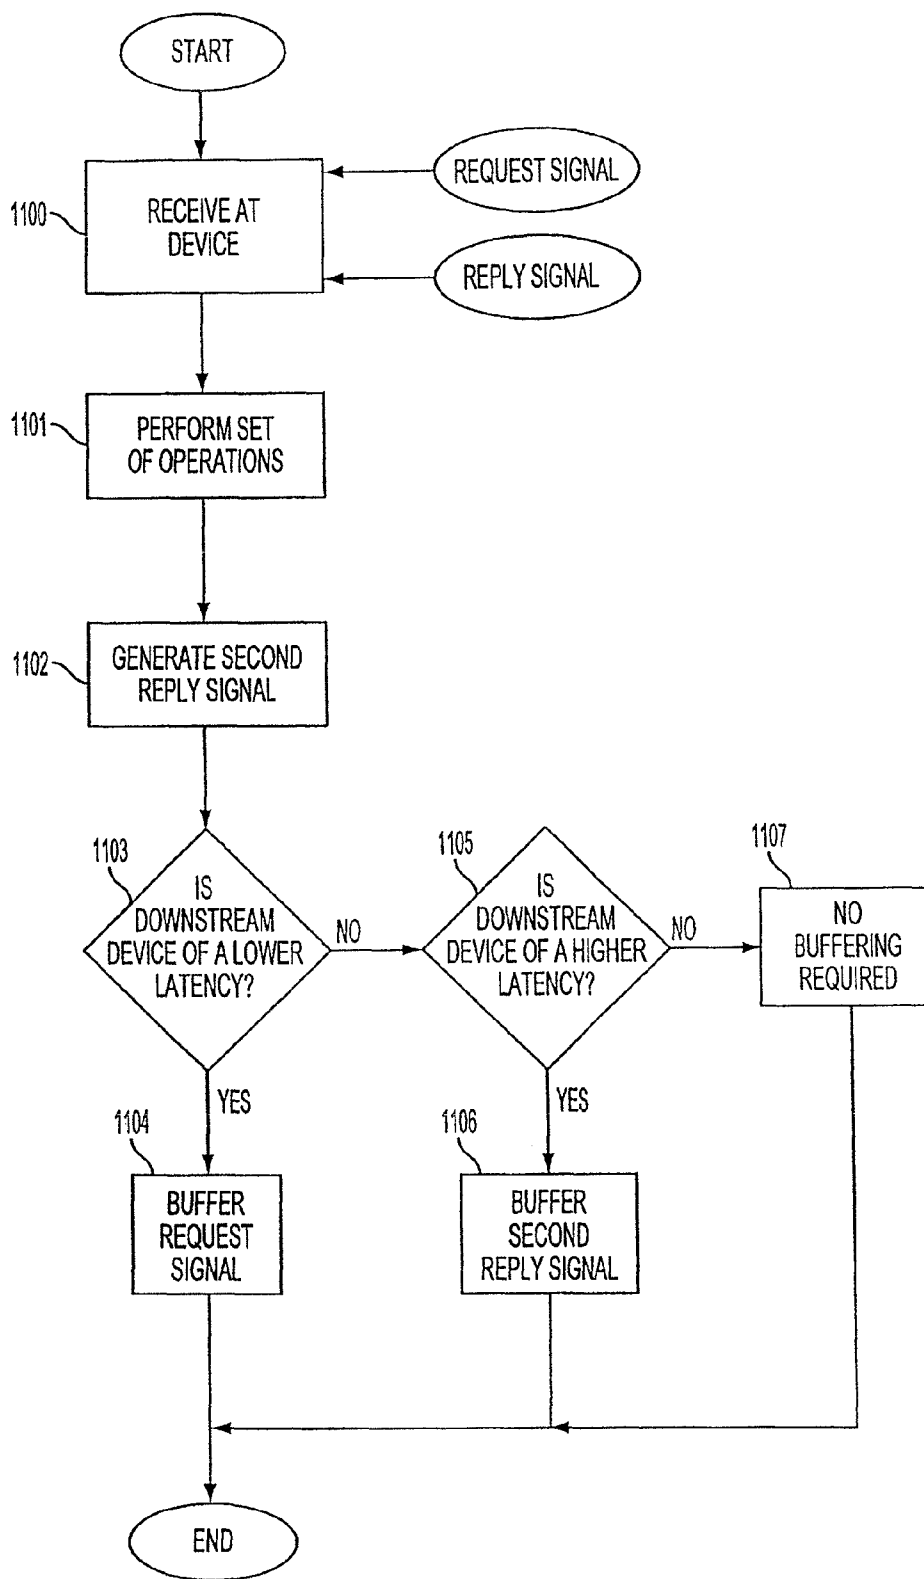 START
REQUEST SIGNAL
1100
RECEIVE AT
DEVICE
REPLY SIGNAL
1101
PERFORM SET
OF OPERATIONS
1102
GENERATE SECOND
REPLY SIGNAL
1103
IS
DOWNSTREAM
DEVICE OF A LOWER
LATENCY?
NO
1105
IS
DOWNSTREAM
DEVICE OF A HIGHER
LATENCY?
NO
1107
NO
BUFFERING
REQUIRED
YES
1104
BUFFER
REQUEST
SIGNAL
YES
1106
BUFFER
SECOND
REPLY SIGNAL
END